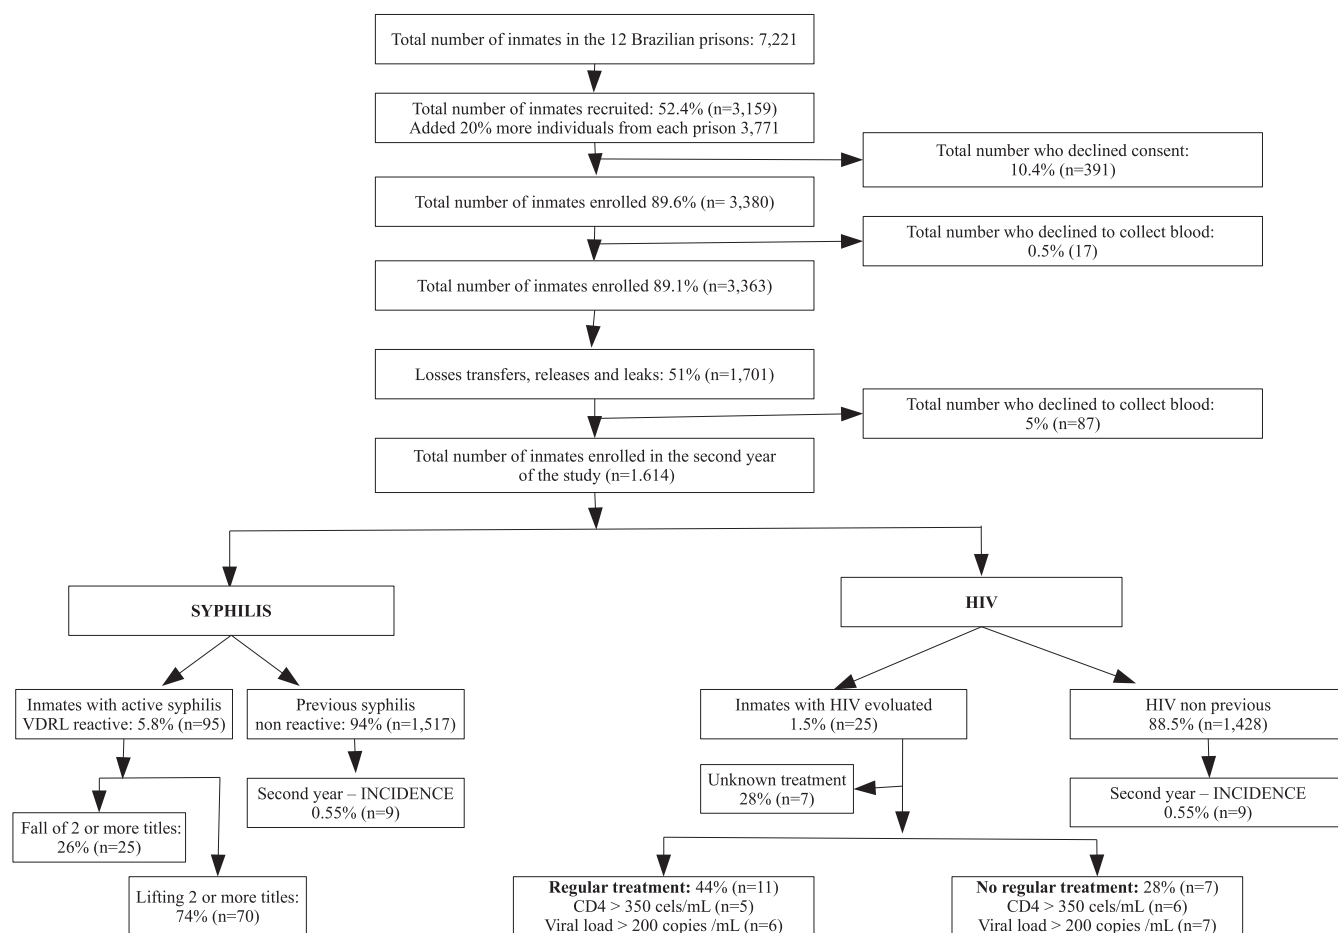 Total number of inmates in the 12 Brazilian prisons: 7,221
Total number of inmates recruited: 52.4% (n=3,159)
Added 20% more individuals from each prison 3,771
Total number who declined consent:
10.4% (n=391)
Total number of inmates enrolled 89.6% (n= 3,380)
Total number who declined to collect blood:
0.5% (17)
Total number of inmates enrolled 89.1% (n=3,363)
Losses transfers, releases and leaks: 51% (n=1,701)
Total number who declined to collect blood:
5% (n=87)
Total number of inmates enrolled in the second year
of the study (n=1.614)
SYPHILIS
HIV
Inmates with active syphilis
VDRL reactive: 5.8% (n=95)
Previous syphilis
non reactive: 94% (n=1,517)
Inmates with HIV evoluated
1.5% (n=25)
HIV non previous
88.5% (n=1,428)
Second year – INCIDENCE
0.55% (n=9)
Unknown treatment
28% (n=7)
Second year – INCIDENCE
0.55% (n=9)
Fall of 2 or more titles:
26% (n=25)
Lifting 2 or more titles:
74% (n=70)
Regular treatment: 44% (n=11)
CD4 > 350 cels/mL (n=5)
Viral load > 200 copies /mL (n=6)
No regular treatment: 28% (n=7)
CD4 > 350 cels/mL (n=6)
Viral load > 200 copies /mL (n=7)